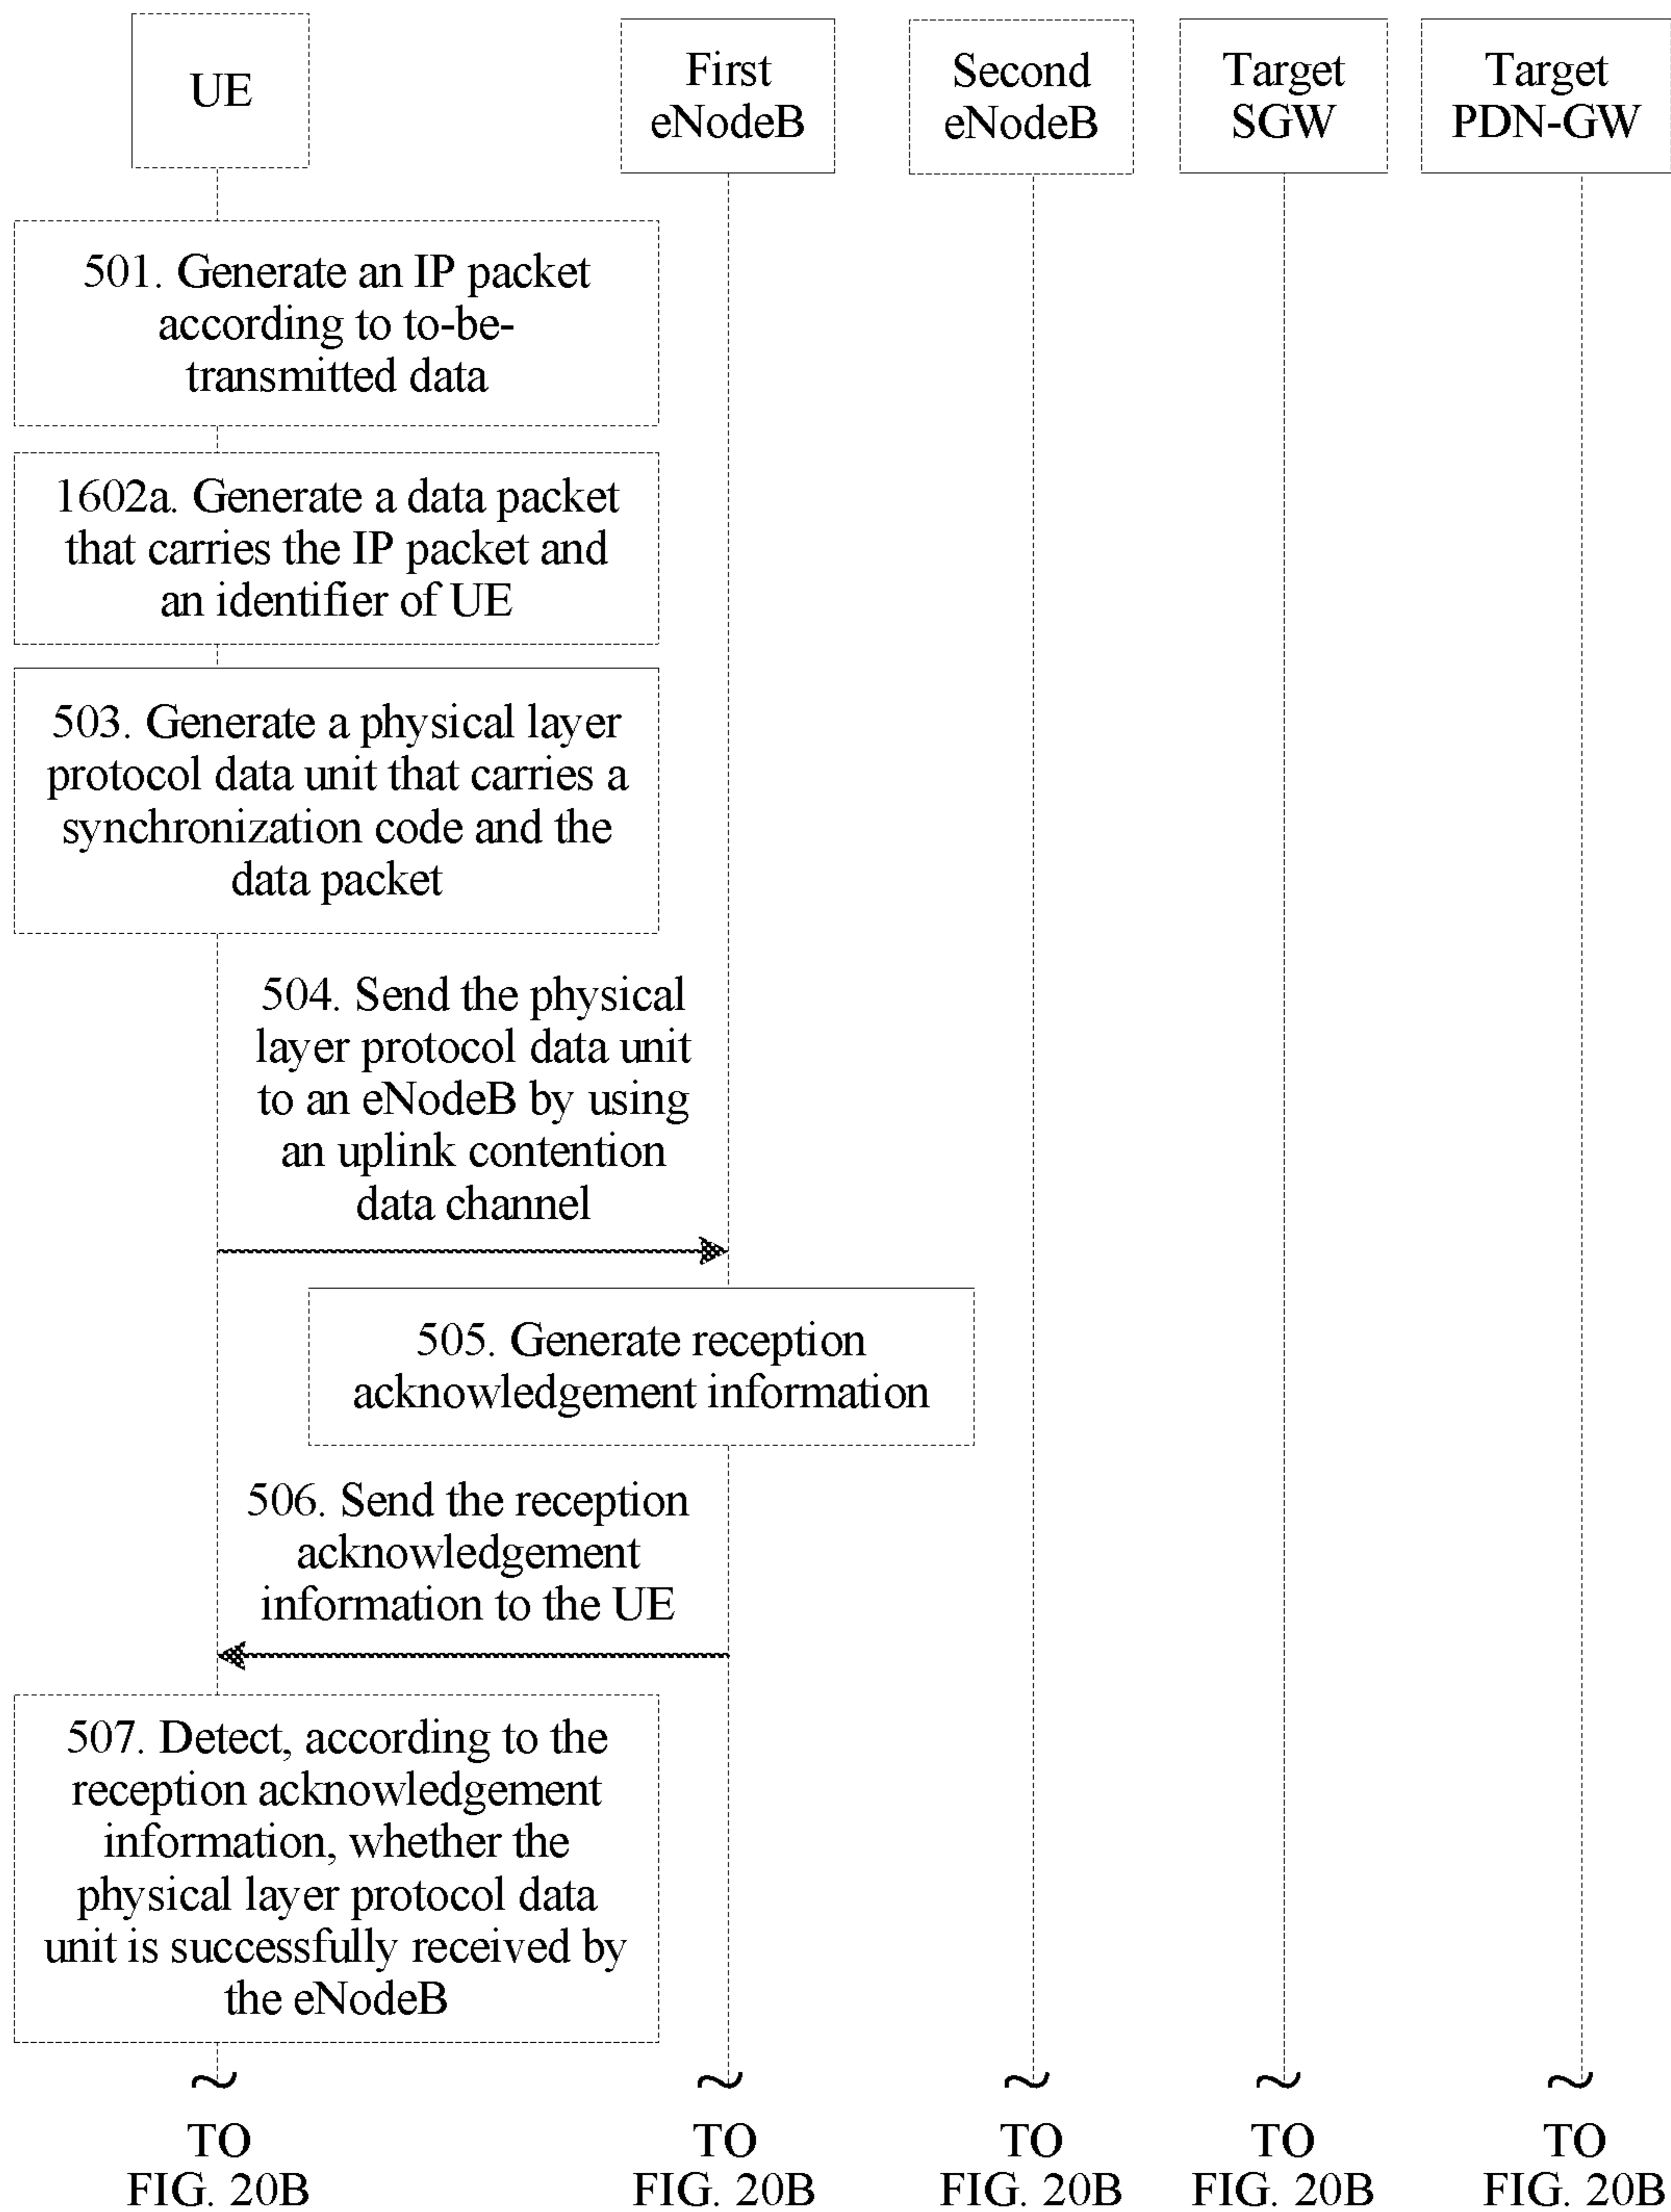 UE
First
eNodeB
Second
eNodeB
Target
SGW
Target
PDN-GW
501. Generate an IP packet
according to to-be-
transmitted data
1602a. Generate a data packet
that carries the IP packet and
an identifier of UE
503. Generate a physical layer
protocol data unit that carries a
synchronization code and the
data packet
504. Send the physical
layer protocol data unit
to an eNodeB by using
an uplink contention
data channel
505. Generate reception
acknowledgement information
506. Send the reception
acknowledgement
information to the UE
507. Detect, according to the
reception acknowledgement
information, whether the
physical layer protocol data
unit is successfully received by
the eNodeB
TO
FIG. 20B
TO
FIG. 20B
TO
FIG. 20B
TO
FIG. 20B
TO
FIG. 20B